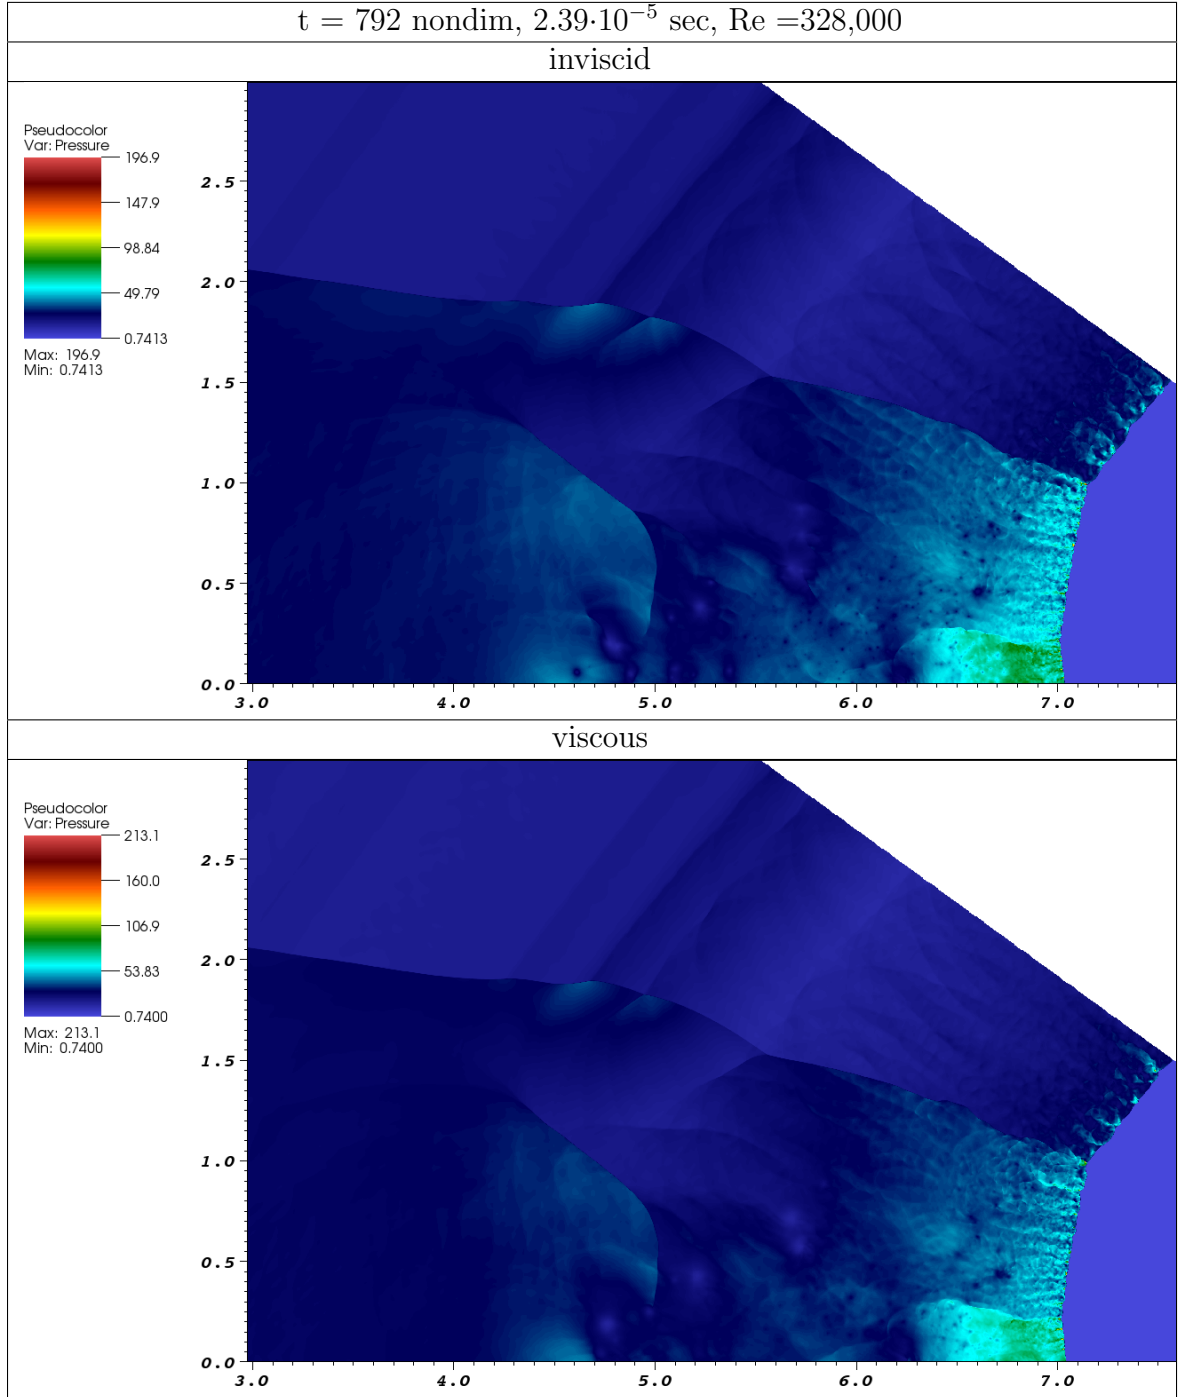 t = 792 nondim, 2.39·10⁻⁵ sec, Re =328,000
inviscid
Pseudocolor
Var: Pressure
196.9
147.9
98.84
49.79
0.7413
Max: 196.9
Min: 0.7413
2.5
2.0
1.5
1.0
0.5
0.0
3.0 4.0 5.0 6.0 7.0
viscous
Pseudocolor
Var: Pressure
213.1
160.0
106.9
53.83
0.7400
Max: 213.1
Min: 0.7400
2.5
2.0
1.5
1.0
0.5
0.0
3.0 4.0 5.0 6.0 7.0